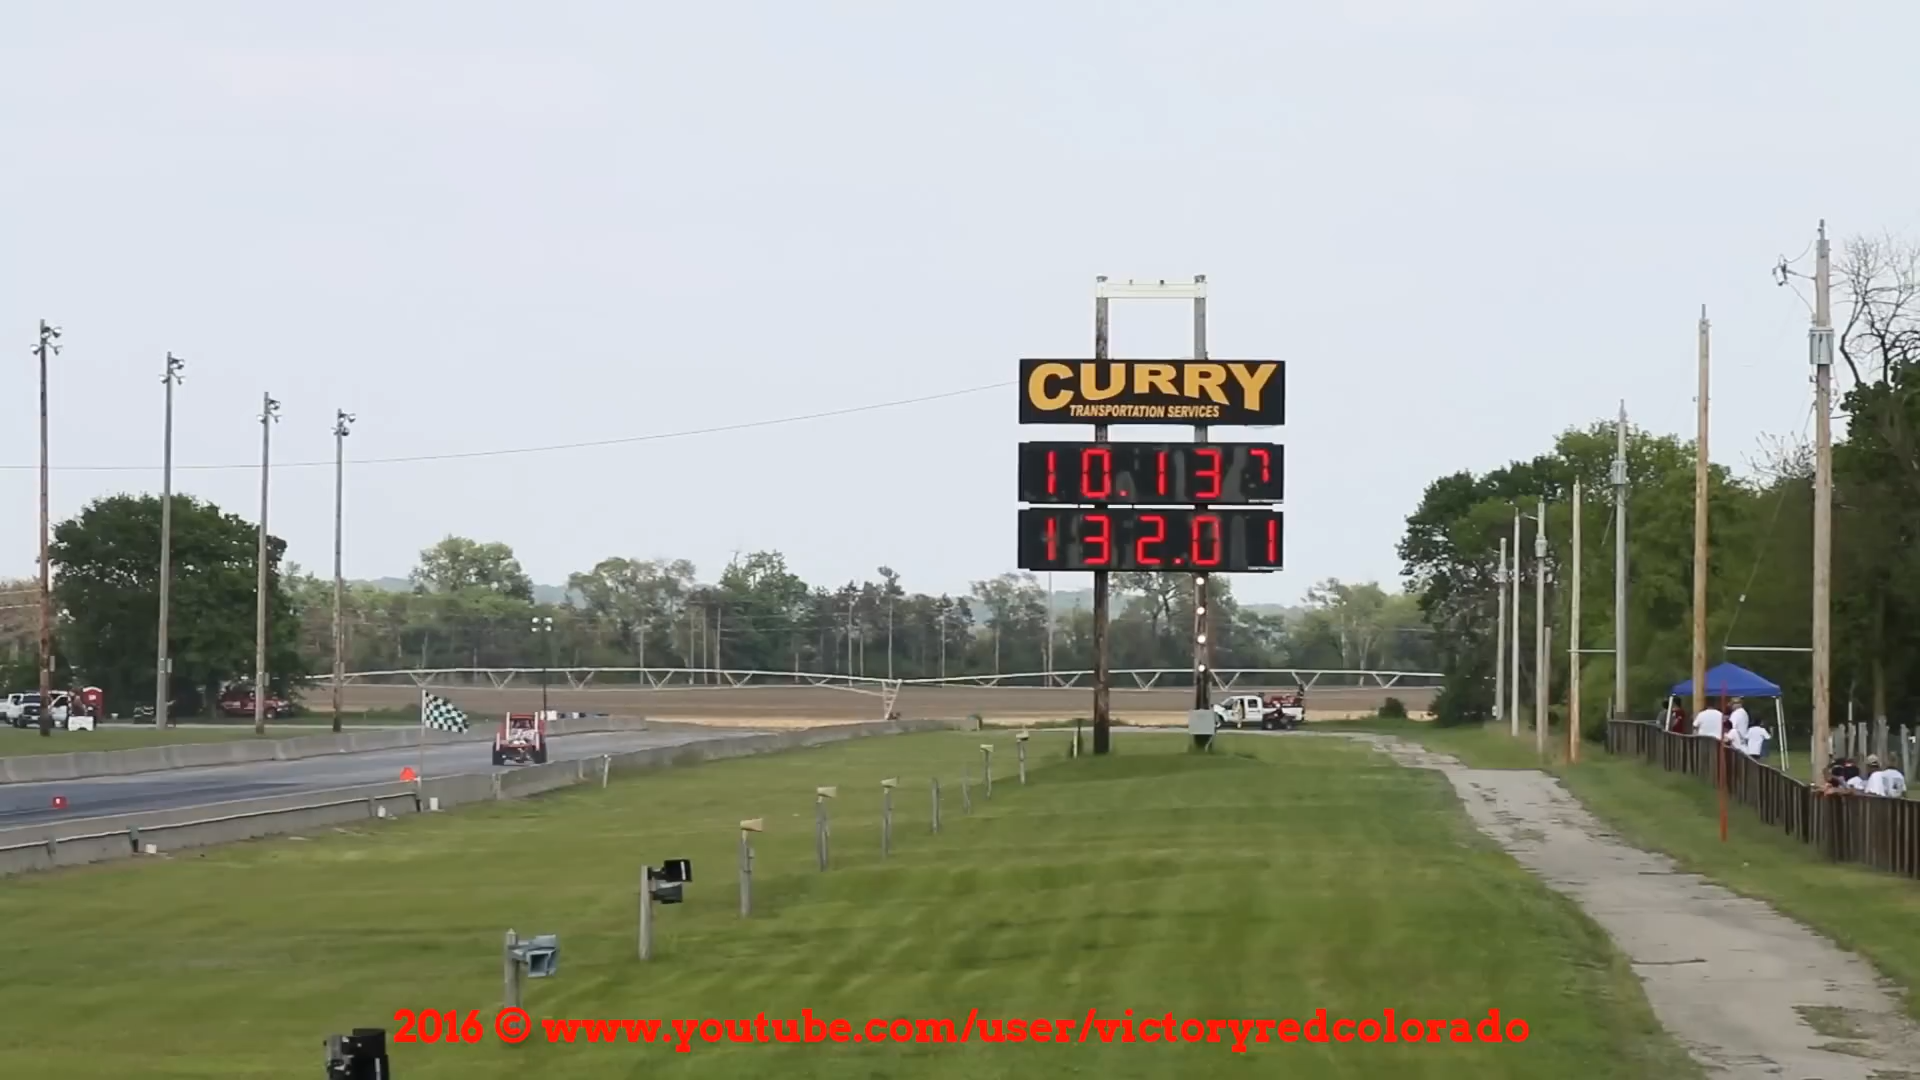 CURRY
TRANSPORTATION SERVICES
10.137
132.01
2016 © www.youtube.com/user/victoryredcolorado